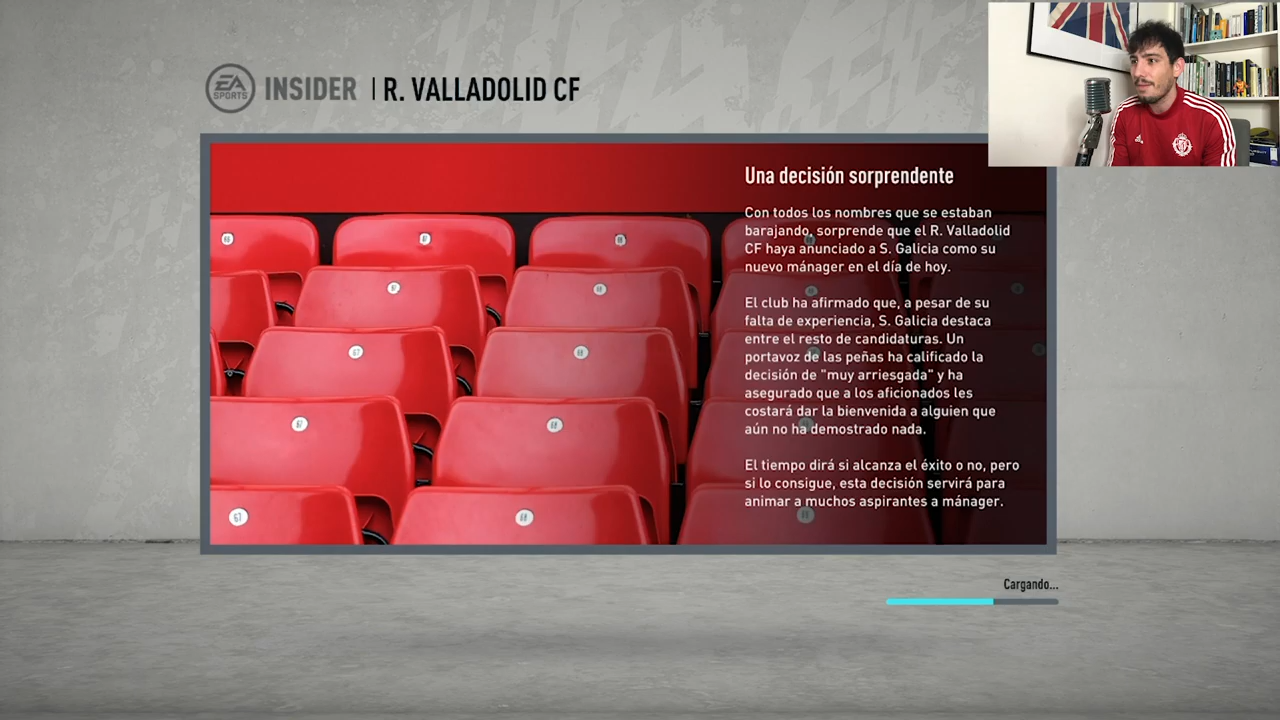 EA
SPORTS
INSIDER | R. VALLADOLID CF
Una decisión sorprendente
Con todos los nombres que se estaban
barajando, sorprende que el R. Valladolid
CF haya anunciado a S. Galicia como su
nuevo mánager en el día de hoy.
El club ha afirmado que, a pesar de su
falta de experiencia, S. Galicia destaca
entre el resto de candidaturas. Un
portavoz de las peñas ha calificado la
decisión de "muy arriesgada" y ha
asegurado que a los aficionados les
costará dar la bienvenida a alguien que
aún no ha demostrado nada.
El tiempo dirá si alcanza el éxito o no, pero
si lo consigue, esta decisión servirá para
animar a muchos aspirantes a mánager.
67
68
Cargando...